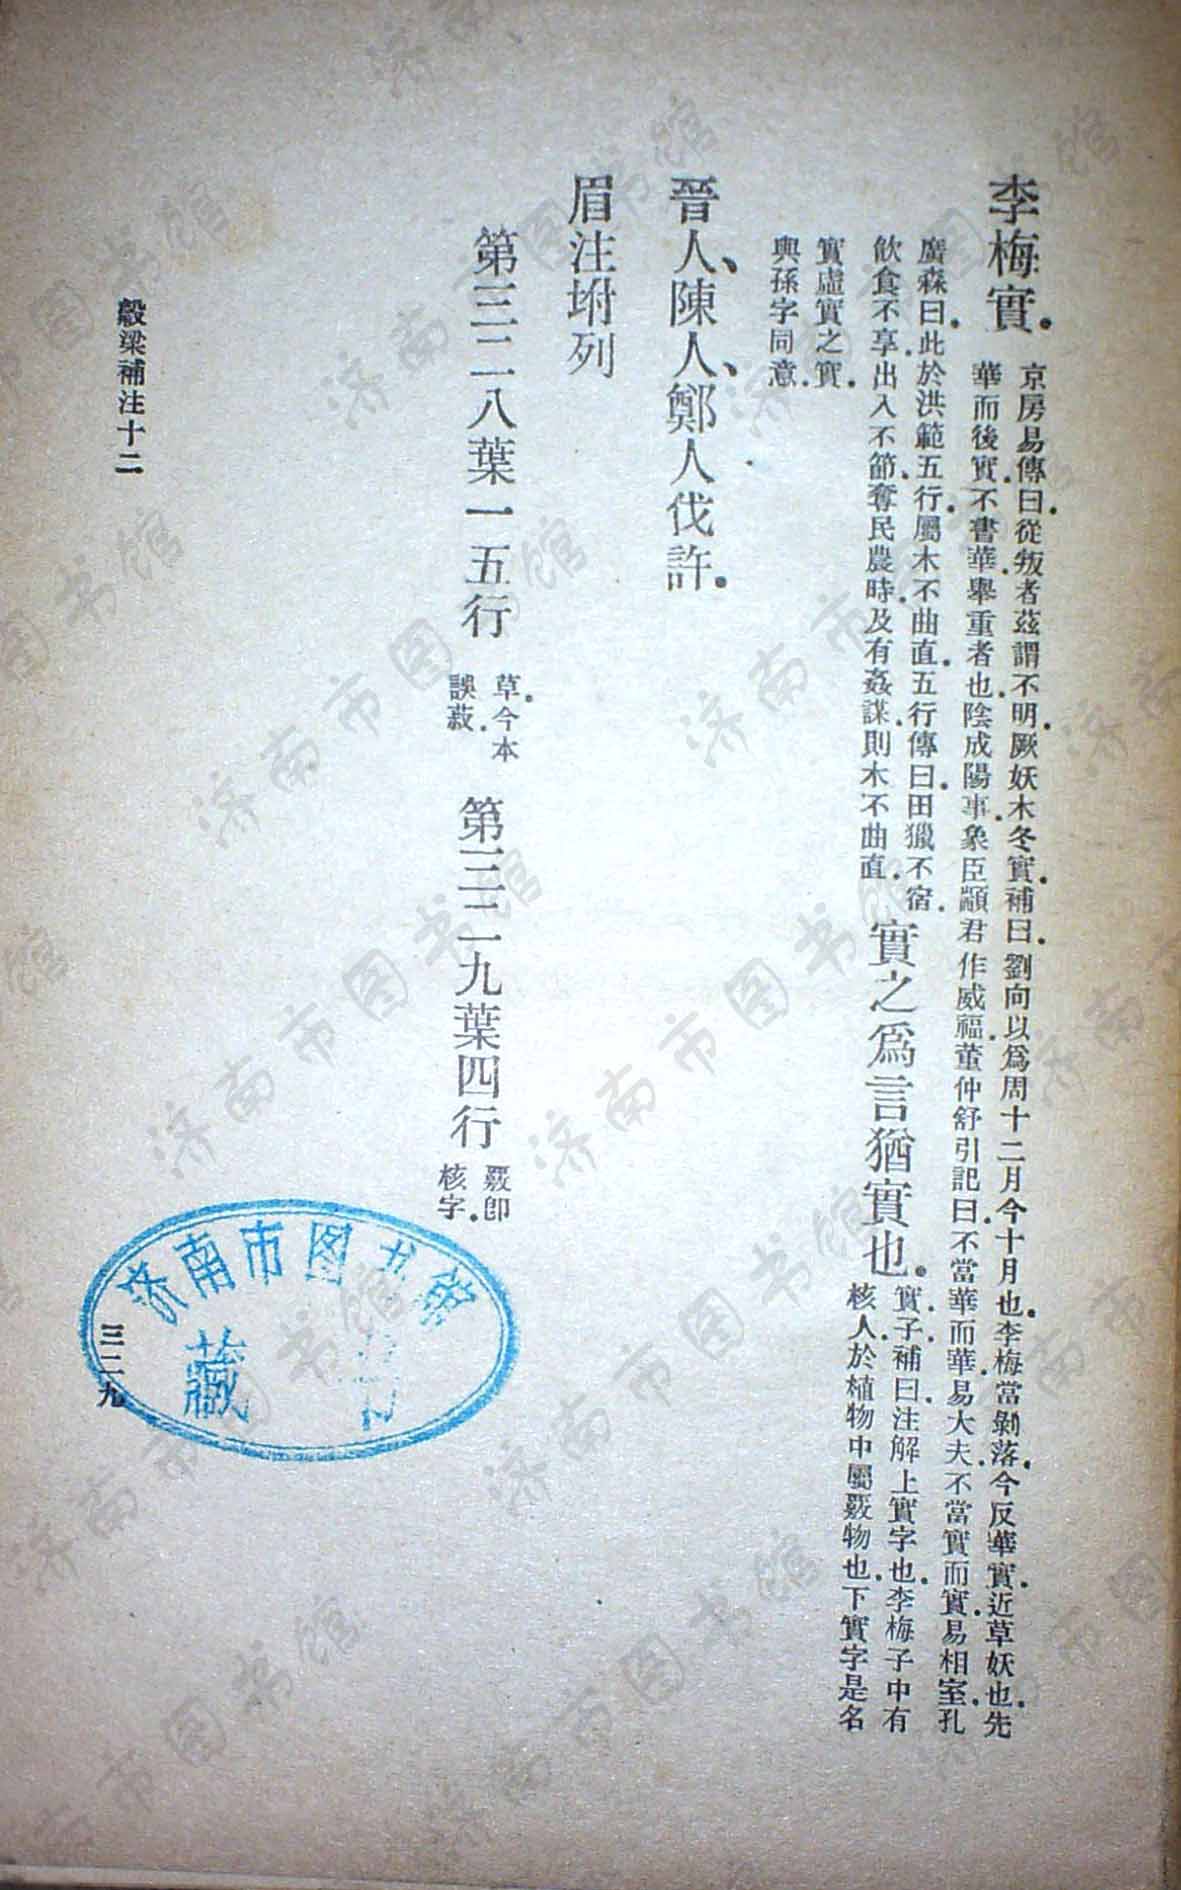 李梅實。
京房易傳曰。從叛者茲謂不明。厥妖木冬實。補曰。劉向以爲周十二月今十月也。李梅當剝落。今反華實。近草妖也。先
華而後實。不書華。舉重者也。陰成陽事。象臣顓君作威福。董仲舒引記曰。不當華而華。易大夫。不當實而實。易相室。孔
廣森曰。此於洪範五行。屬木不曲直。五行傳曰。田獵不宿。
飲食不享。出入不節。奪民農時。及有姦謀。則木不曲直。
實之爲言猶實也。
實。子。補曰。注解上實字也。李梅子中有
核人。於植物中屬覈物也。下實字是名
實虛實之實。
與孫字同意。
晉人、陳人、鄭人伐許。
眉注坿列
第三二八葉一五行
草。今本
誤菽。
第三二九葉四行
覈卽
核字。
穀梁補注十二
三二九
济南市图书馆
藏书
济南市图书馆